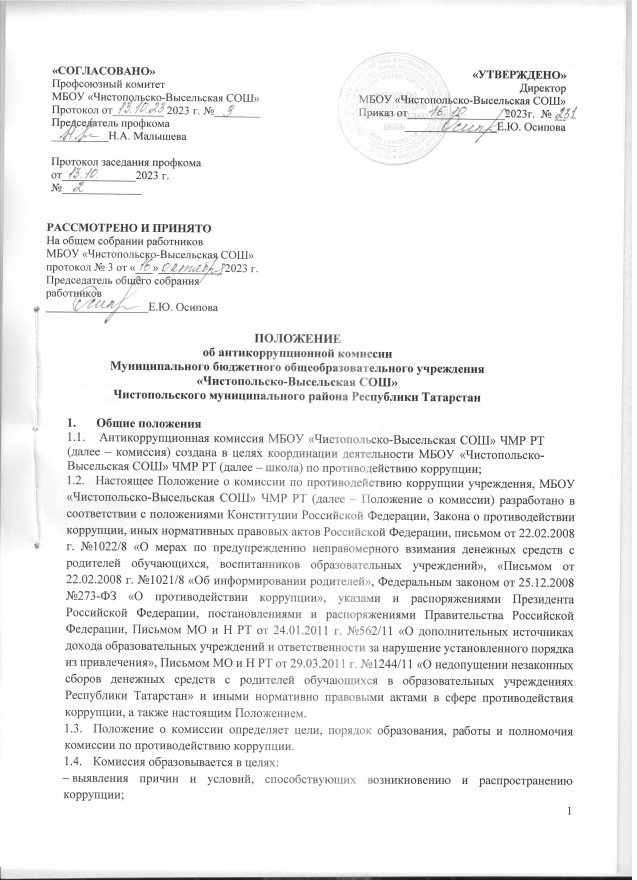 «СОГЛАСОВАНО»
Профсоюзный комитет
МБОУ «Чистопольско-Высельская СОШ»
Протокол от 13.10.23 2023 г. № 3
Председатель профкома
Н.А. Малышева
Протокол заседания профкома
от 13.10. 2023 г.
№ 2
«УТВЕРЖДЕНО»
Директор
МБОУ «Чистопольско-Высельская СОШ»
Приказ от 16.10 2023г. № 231
Е.Ю. Осипова
РАССМОТРЕНО И ПРИНЯТО
На общем собрании работников
МБОУ «Чистопольско-Высельская СОШ»
протокол № 3 от «16» октября 2023 г.
Председатель общего собрания
работников
Е.Ю. Осипова
ПОЛОЖЕНИЕ
об антикоррупционной комиссии
Муниципального бюджетного общеобразовательного учреждения
«Чистопольско-Высельская СОШ»
Чистопольского муниципального района Республики Татарстан
1. Общие положения
1.1. Антикоррупционная комиссия МБОУ «Чистопольско-Высельская СОШ» ЧМР РТ
(далее – комиссия) создана в целях координации деятельности МБОУ «Чистопольско-
Высельская СОШ» ЧМР РТ (далее – школа) по противодействию коррупции;
1.2. Настоящее Положение о комиссии по противодействию коррупции учреждения, МБОУ
«Чистопольско-Высельская СОШ» ЧМР РТ (далее – Положение о комиссии) разработано в
соответствии с положениями Конституции Российской Федерации, Закона о противодействии
коррупции, иных нормативных правовых актов Российской Федерации, письмом от 22.02.2008
г. №1022/8 «О мерах по предупреждению неправомерного взимания денежных средств с
родителей обучающихся, воспитанников образовательных учреждений», «Письмом от
22.02.2008 г. №1021/8 «Об информировании родителей», Федеральным законом от 25.12.2008
№273-ФЗ «О противодействии коррупции», указами и распоряжениями Президента
Российской Федерации, постановлениями и распоряжениями Правительства Российской
Федерации, Письмом МО и Н РТ от 24.01.2011 г. №562/11 «О дополнительных источниках
дохода образовательных учреждений и ответственности за нарушение установленного порядка
из привлечения», Письмом МО и Н РТ от 29.03.2011 г. №1244/11 «О недопущении незаконных
сборов денежных средств с родителей обучающихся в образовательных учреждениях
Республики Татарстан» и иными нормативно правовыми актами в сфере противодействия
коррупции, а также настоящим Положением.
1.3. Положение о комиссии определяет цели, порядок образования, работы и полномочия
комиссии по противодействию коррупции.
1.4. Комиссия образовывается в целях:
– выявления причин и условий, способствующих возникновению и распространению
коррупции;
1